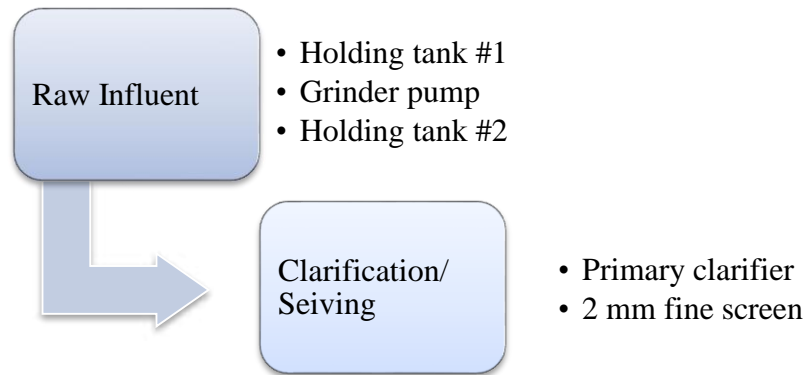 Raw Influent
• Holding tank #1
• Grinder pump
• Holding tank #2
Clarification/
Seiving
• Primary clarifier
• 2 mm fine screen